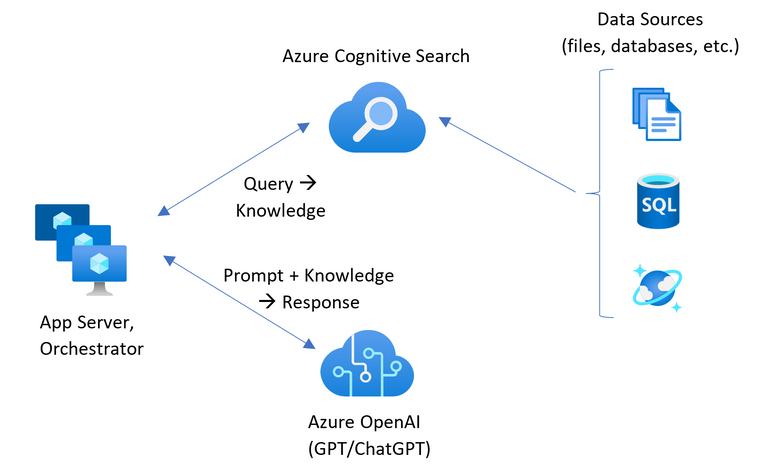 Data Sources
(files, databases, etc.)
Azure Cognitive Search
SQL
Query →
Knowledge
Prompt + Knowledge
→ Response
App Server,
Orchestrator
Azure OpenAI
(GPT/ChatGPT)